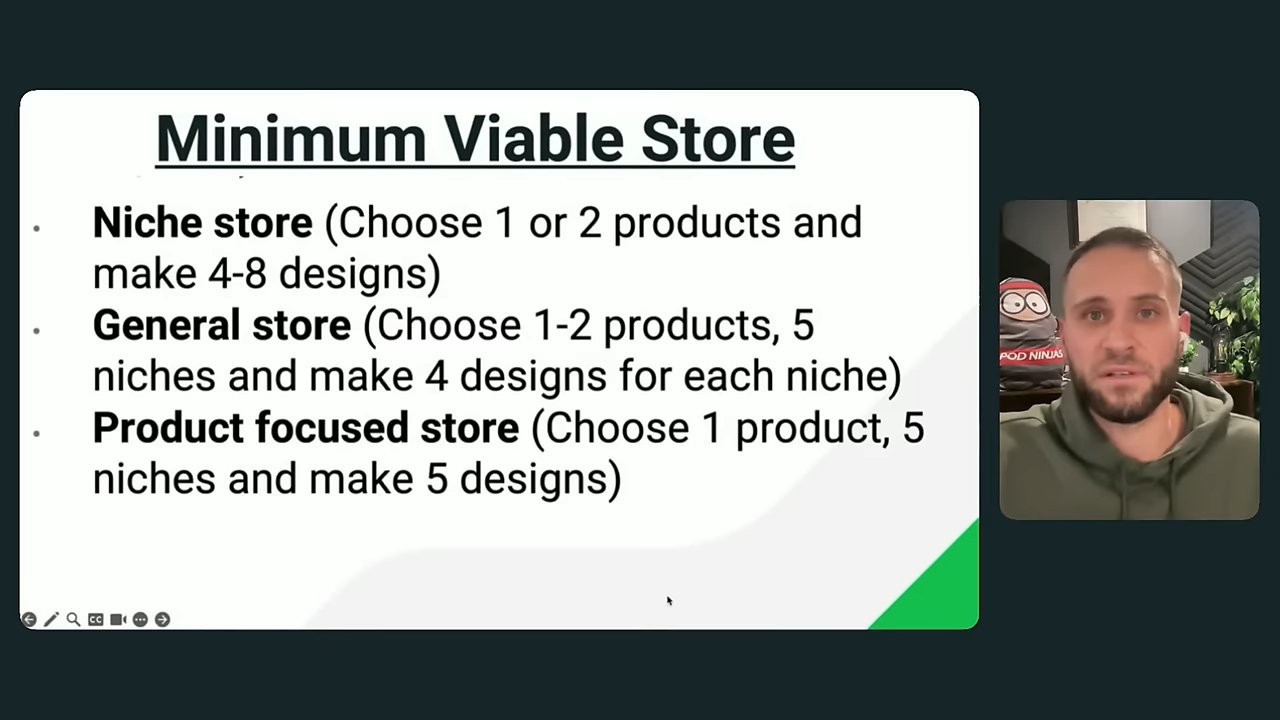 Minimum Viable Store
Niche store (Choose 1 or 2 products and
make 4-8 designs)
General store (Choose 1-2 products, 5
niches and make 4 designs for each niche)
Product focused store (Choose 1 product, 5
niches and make 5 designs)
CC
POD NINJAS